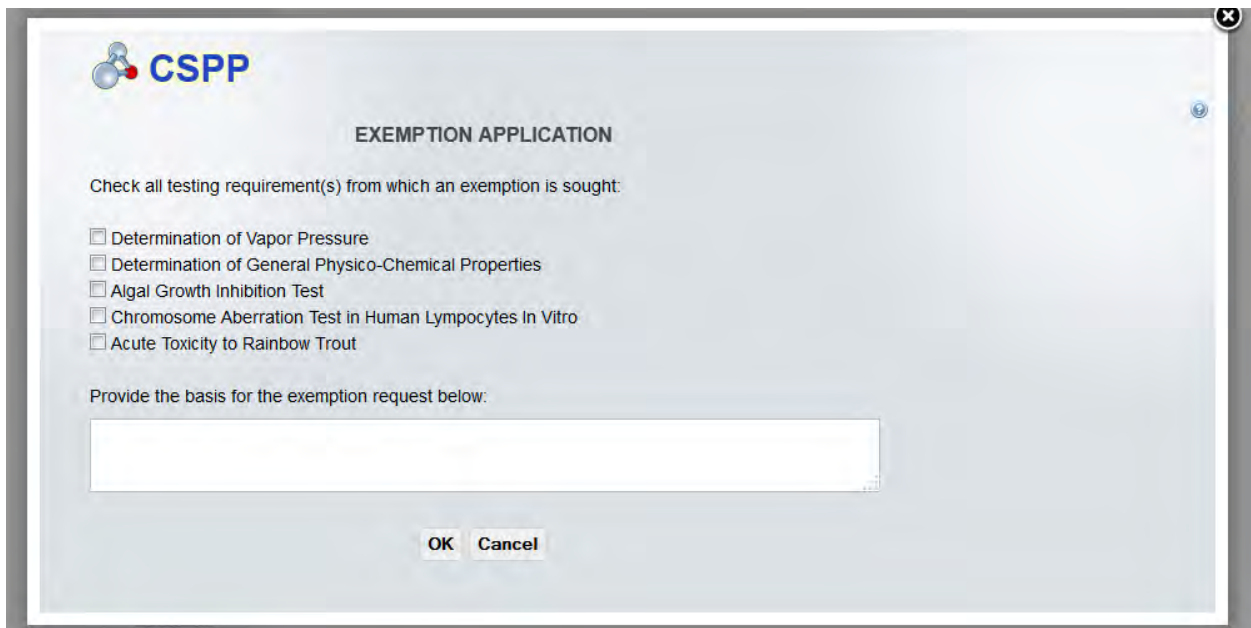 CSPP
EXEMPTION APPLICATION
Check all testing requirement(s) from which an exemption is sought:
Determination of Vapor Pressure
Determination of General Physico-Chemical Properties
Algal Growth Inhibition Test
Chromosome Aberration Test in Human Lympocytes In Vitro
Acute Toxicity to Rainbow Trout
Provide the basis for the exemption request below:
OK Cancel